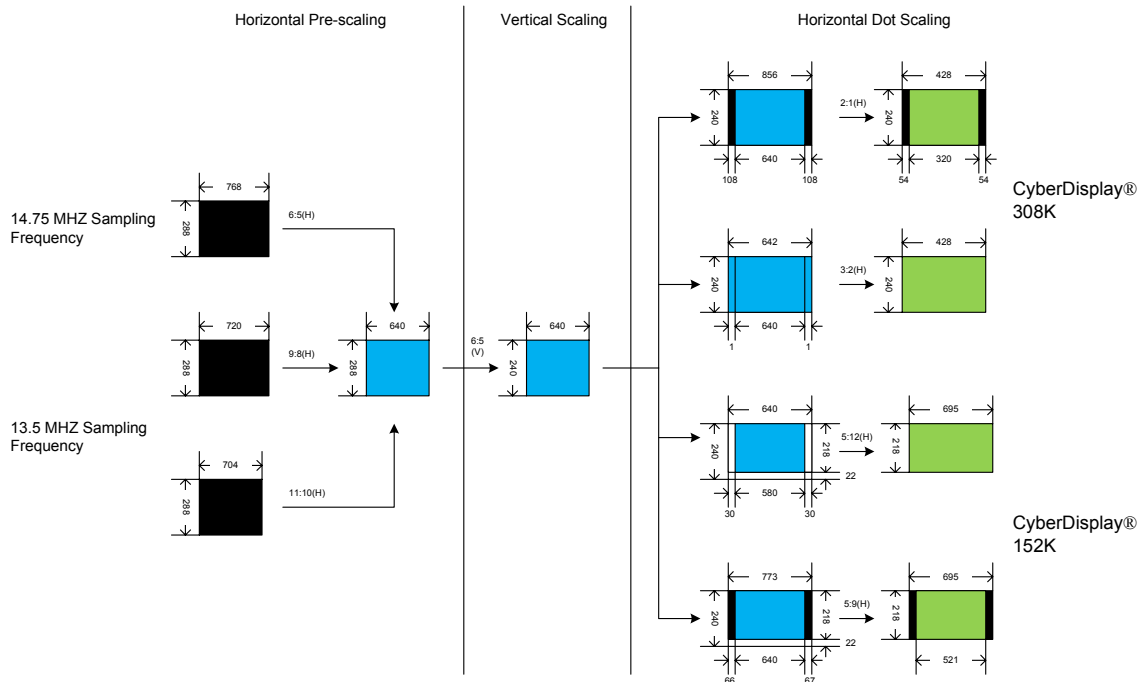 Horizontal Pre-scaling
Vertical Scaling
Horizontal Dot Scaling
14.75 MHZ Sampling
Frequency
768
288
6:5(H)
720
288
9:8(H)
13.5 MHZ Sampling
Frequency
704
288
11:10(H)
640
288
6:5
(V)
640
240
856
240
640
108
108
2:1(H)
428
240
320
54
54
CyberDisplay®
308K
642
240
640
1
1
3:2(H)
428
240
640
240
218
22
580
30
30
5:12(H)
695
218
CyberDisplay®
152K
773
240
218
22
640
66
67
5:9(H)
695
218
521